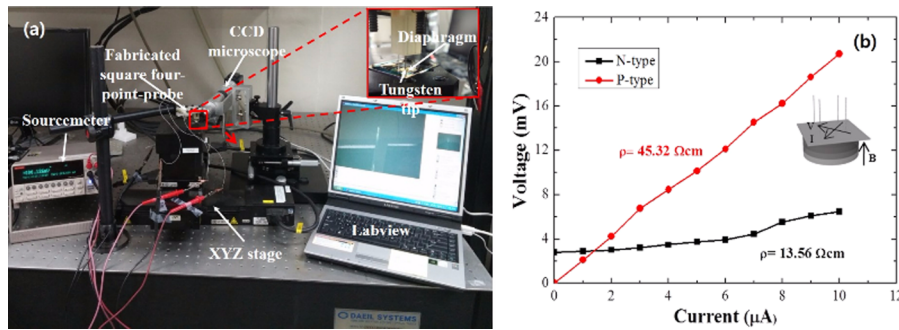 (a)
CCD
microscope
Fabricated
square four-
point-probe
Diaphragm
Tungsten
tip
Sourcemeter
Labview
XYZ stage
DAEIL SYSTEMS
(b)
N-type
P-type
ρ= 45.32 Ωcm
ρ= 13.56 Ωcm
B
Voltage (mV)
24
20
16
12
8
4
0
0 2 4 6 8 10 12
Current (μA)